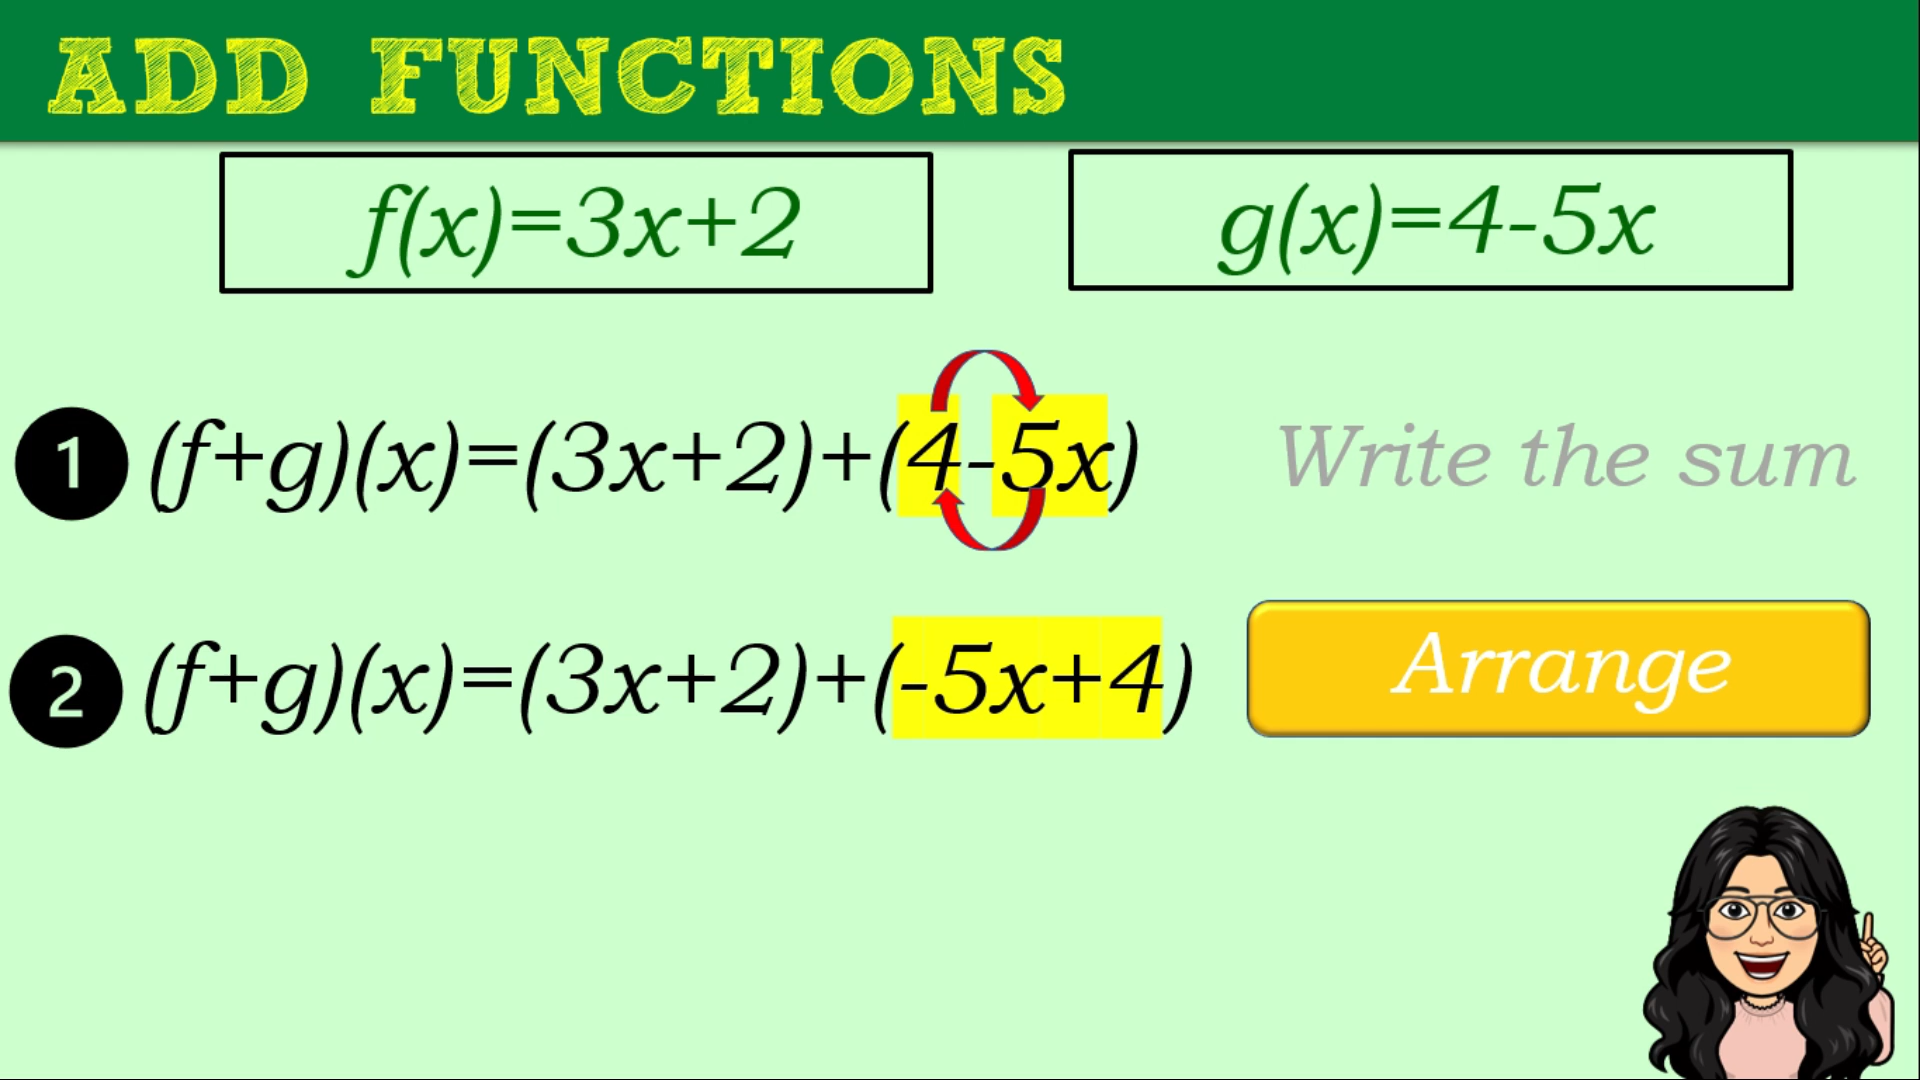 ADD FUNCTIONS
f(x)=3x+2
g(x)=4-5x
1 (f+g)(x)=(3x+2)+(4-5x) Write the sum
2 (f+g)(x)=(3x+2)+(-5x+4) Arrange